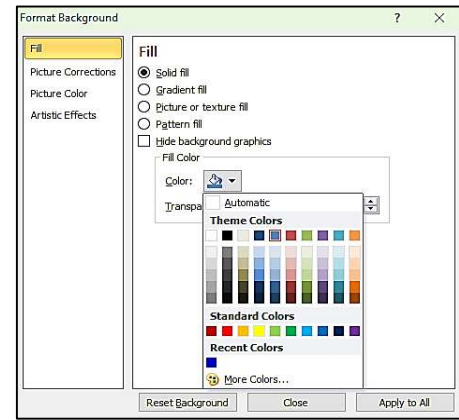 Format Background
Fill
Picture Corrections
Picture Color
Artistic Effects
Fill
Solid fill
Gradient fill
Picture or texture fill
Pattern fill
Hide background graphics
Fill Color
Color:
Transpa
Automatic
Theme Colors
Standard Colors
Recent Colors
More Colors...
Reset Background Close Apply to All